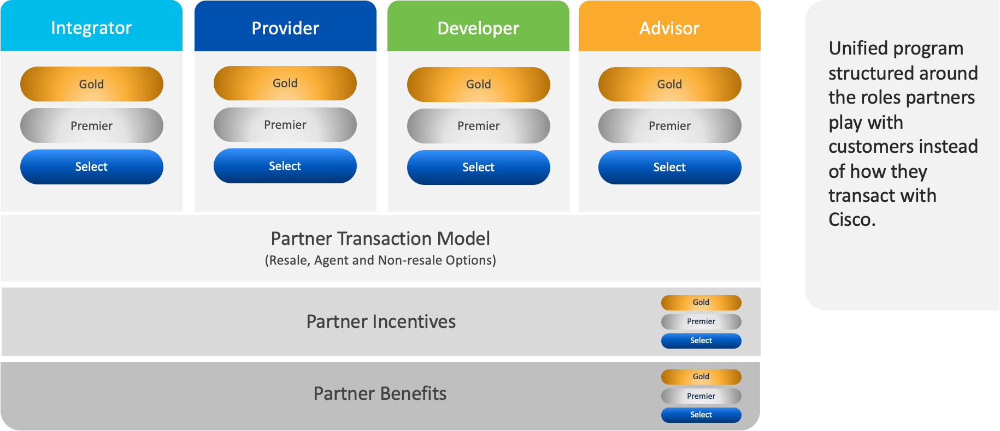 Integrator
Gold
Premier
Select
Provider
Gold
Premier
Select
Developer
Gold
Premier
Select
Advisor
Gold
Premier
Select
Partner Transaction Model
(Resale, Agent and Non-resale Options)
Partner Incentives
Gold
Premier
Select
Partner Benefits
Gold
Premier
Select
Unified program
structured around
the roles partners
play with
customers instead
of how they
transact with
Cisco.